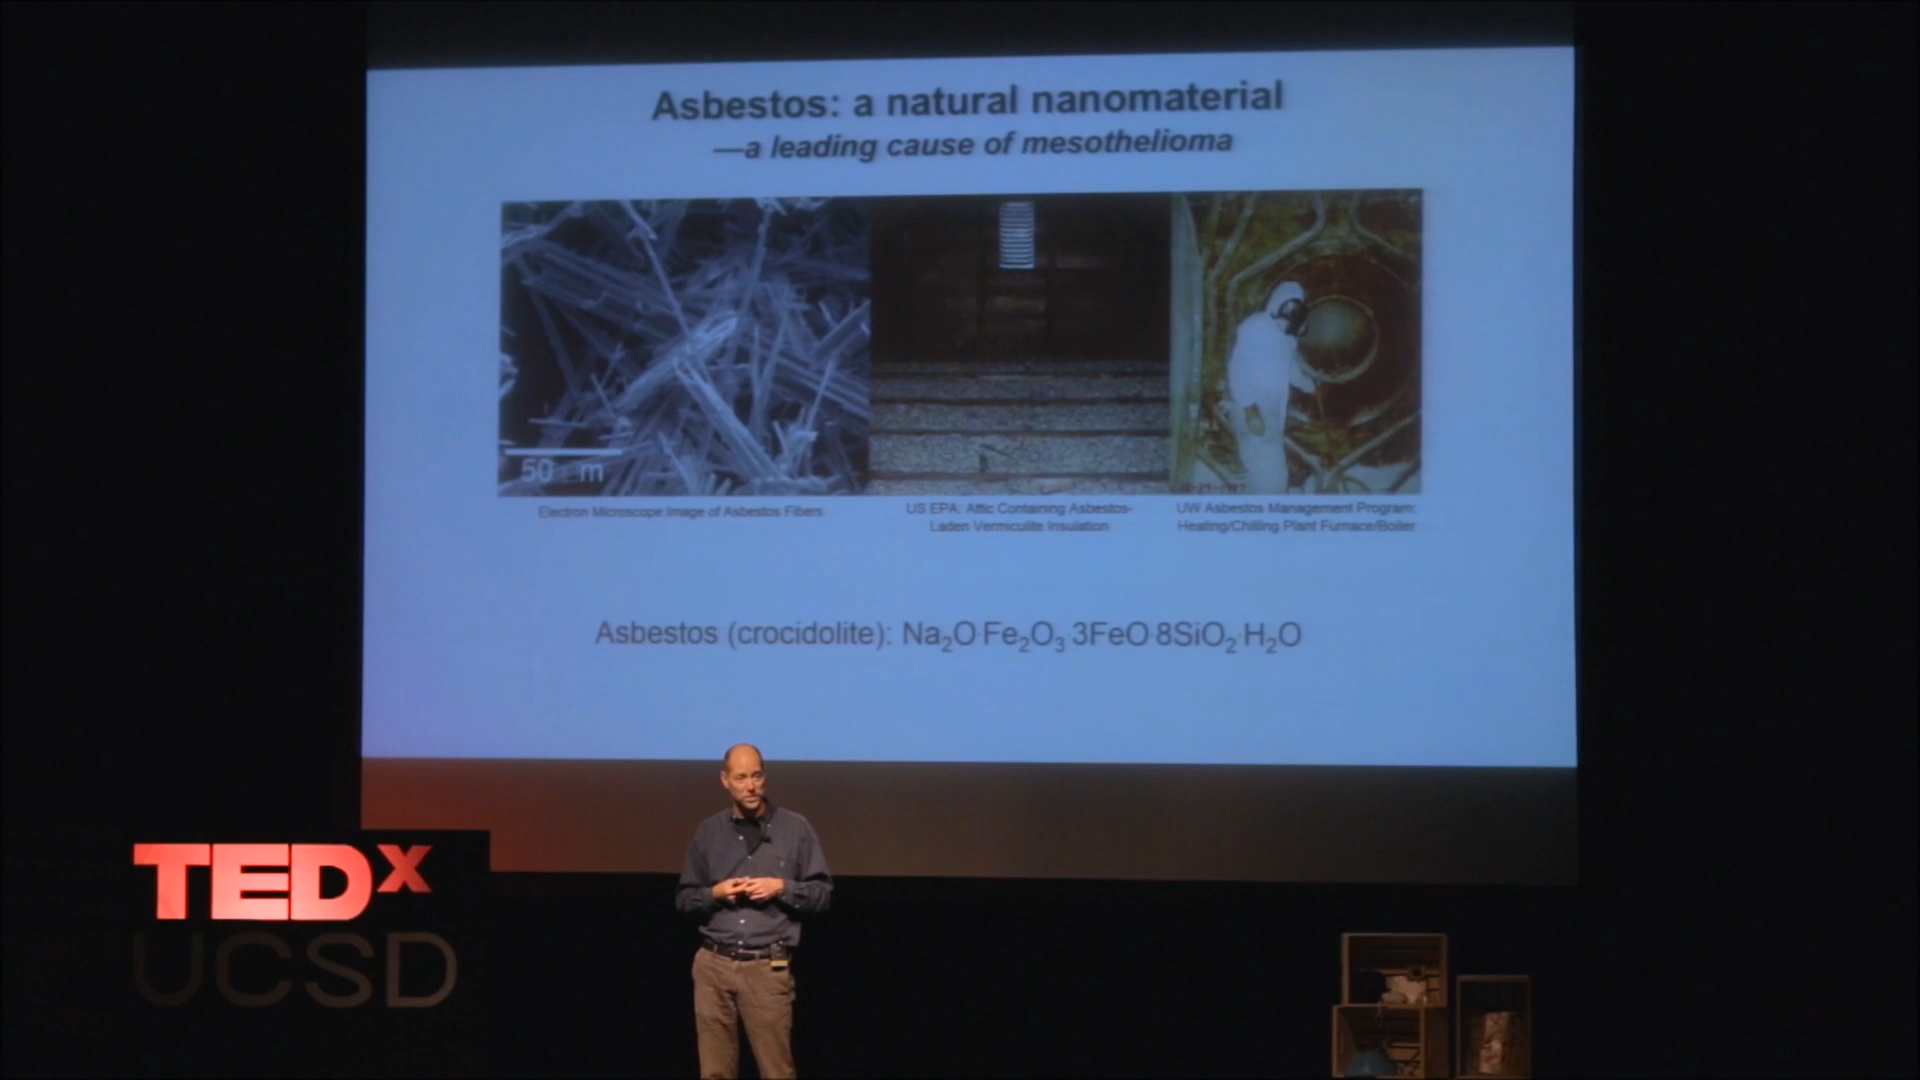 Asbestos: a natural nanomaterial
—a leading cause of mesothelioma
50 m
Electron Microscope Image of Asbestos Fibers
US EPA: Attic Containing Asbestos-
Laden Vermiculite Insulation
UW Asbestos Management Program:
Heating/Chilling Plant Furnace/Boiler
Asbestos (crocidolite): Na₂O·Fe₂O₃·3FeO·8SiO₂·H₂O
TEDx
UCSD